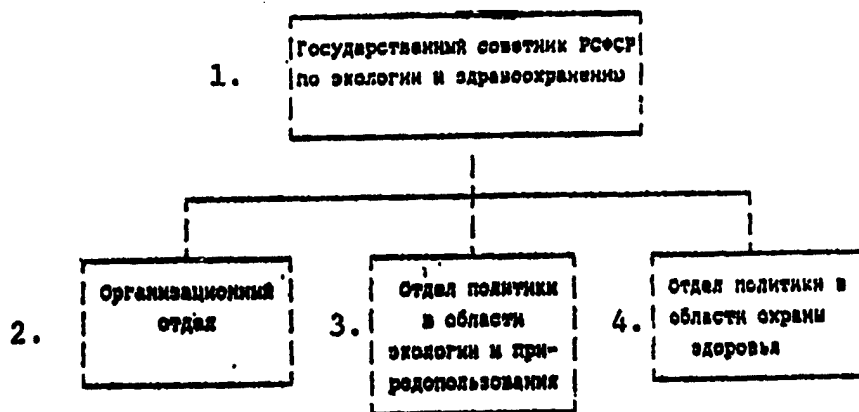 1.
Государственный советник РСФСР
по экологии и здравоохранению
2.
Организационный
отдел
3.
Отдел политики
в области
экологии и при-
родопользования
4.
Отдел политики в
области охраны
здоровья